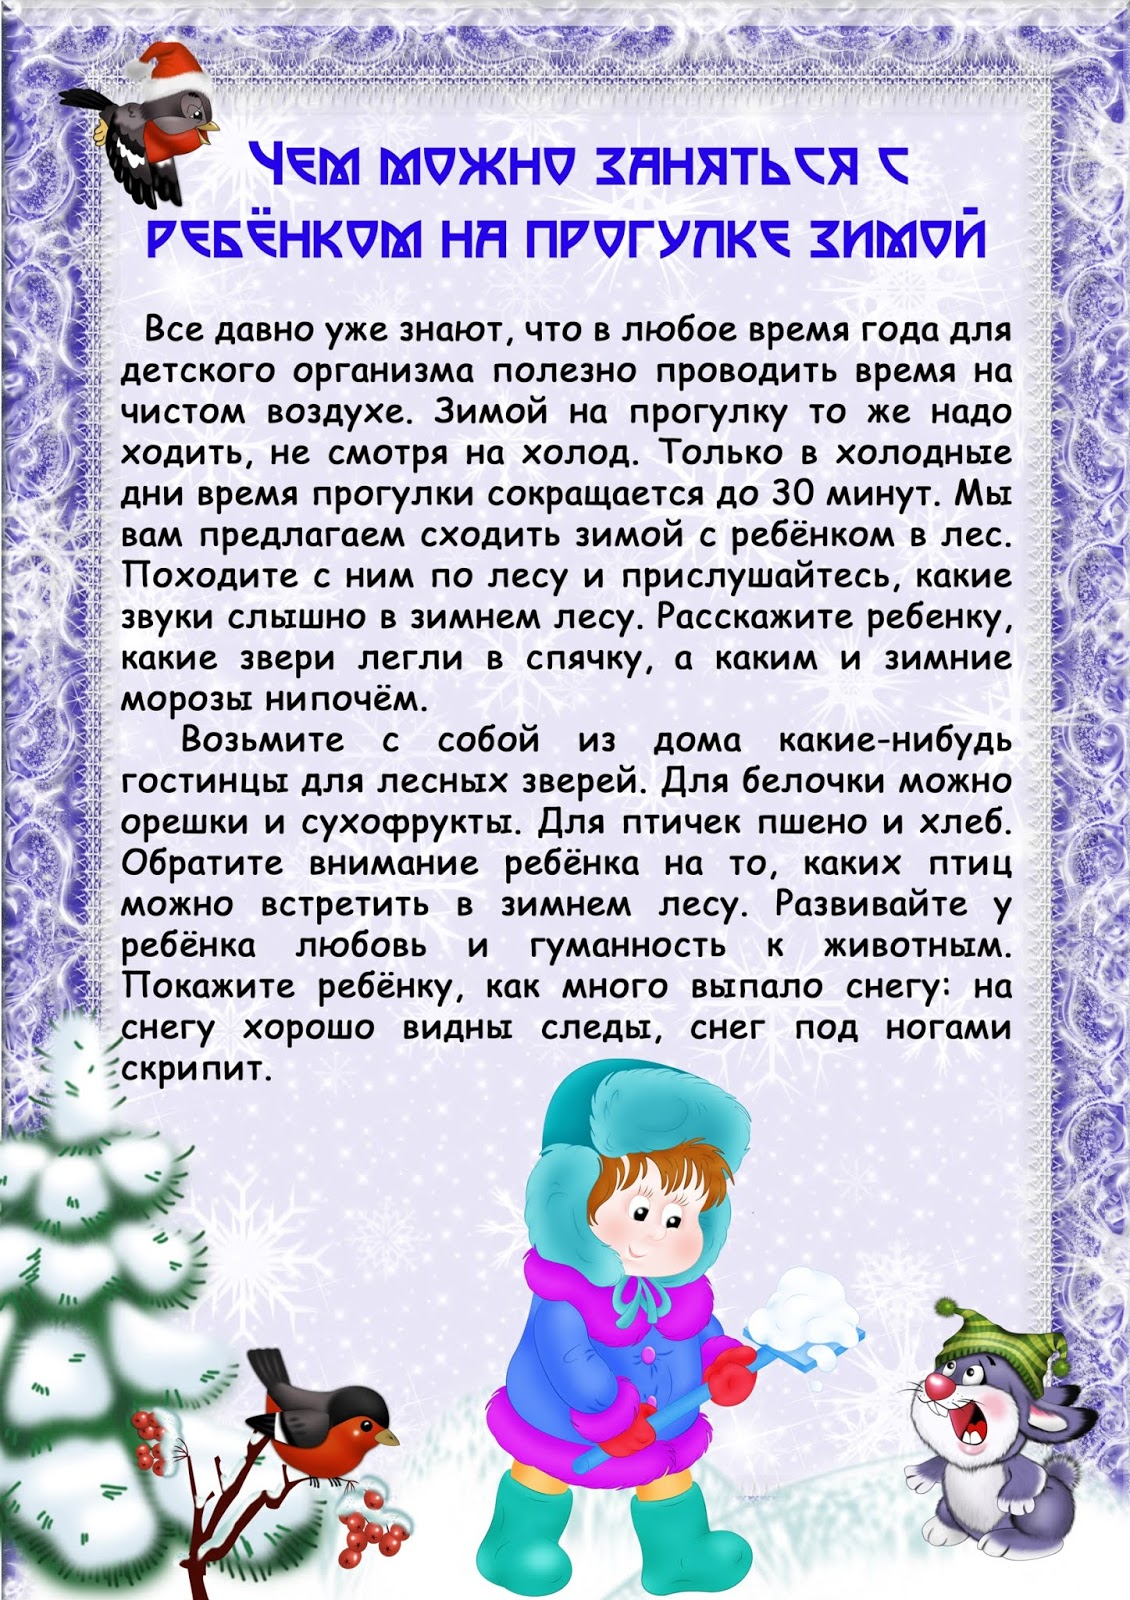 Чем можно заняться с
ребёнком на прогулке зимой
Все давно уже знают, что в любое время года для
детского организма полезно проводить время на
чистом воздухе. Зимой на прогулку то же надо
ходить, не смотря на холод. Только в холодные
дни время прогулки сокращается до 30 минут. Мы
вам предлагаем сходить зимой с ребёнком в лес.
Походите с ним по лесу и прислушайтесь, какие
звуки слышно в зимнем лесу. Расскажите ребенку,
какие звери легли в спячку, а каким и зимние
морозы нипочём.
Возьмите с собой из дома какие-нибудь
гостинцы для лесных зверей. Для белочки можно
орешки и сухофрукты. Для птичек пшено и хлеб.
Обратите внимание ребёнка на то, каких птиц
можно встретить в зимнем лесу. Развивайте у
ребёнка любовь и гуманность к животным.
Покажите ребёнку, как много выпало снегу: на
снегу хорошо видны следы, снег под ногами
скрипит.